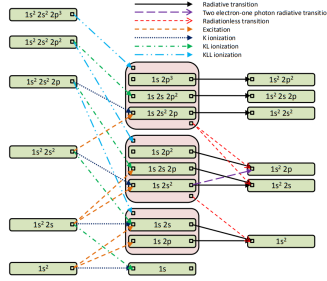 Radiative transition
Two electron-one photon radiative transitio
Radiationless transition
Excitation
K ionization
KL ionization
KLL ionization
1s² 2s² 2p³
1s² 2s² 2p²
1s² 2s² 2p
1s² 2s²
1s² 2s
1s²
1s 2p³
1s 2s 2p²
1s 2s² 2p
1s 2p²
1s 2s 2p
1s 2s²
1s 2s
1s 2p
1s
1s² 2p²
1s² 2s 2p
1s² 2s²
1s² 2p
1s² 2s
1s²